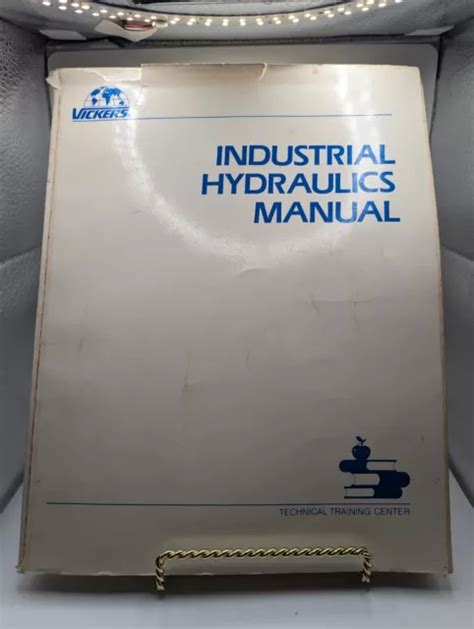 VICKERS
INDUSTRIAL
HYDRAULICS
MANUAL
TECHNICAL TRAINING CENTER